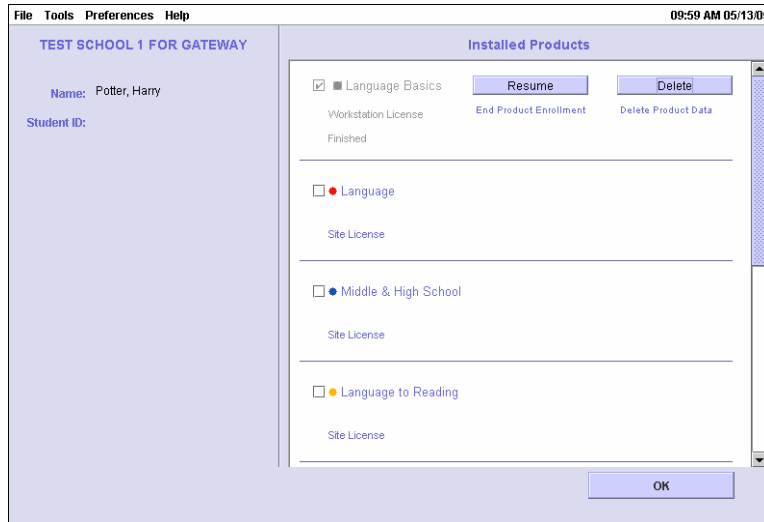 File Tools Preferences Help 09:59 AM 05/13/0
TEST SCHOOL 1 FOR GATEWAY
Name: Potter, Harry
Student ID:
Installed Products
Language Basics Resume Delete
Workstation License End Product Enrollment Delete Product Data
Finished
Language
Site License
Middle & High School
Site License
Language to Reading
Site License
OK